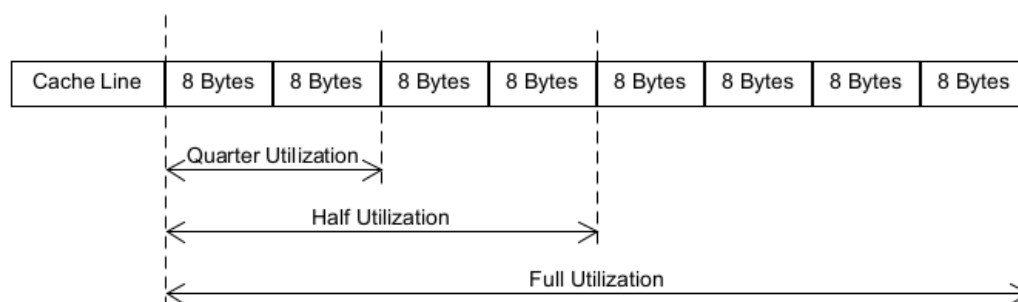 Cache Line 8 Bytes 8 Bytes 8 Bytes 8 Bytes 8 Bytes 8 Bytes 8 Bytes 8 Bytes
Quarter Utilization
Half Utilization
Full Utilization